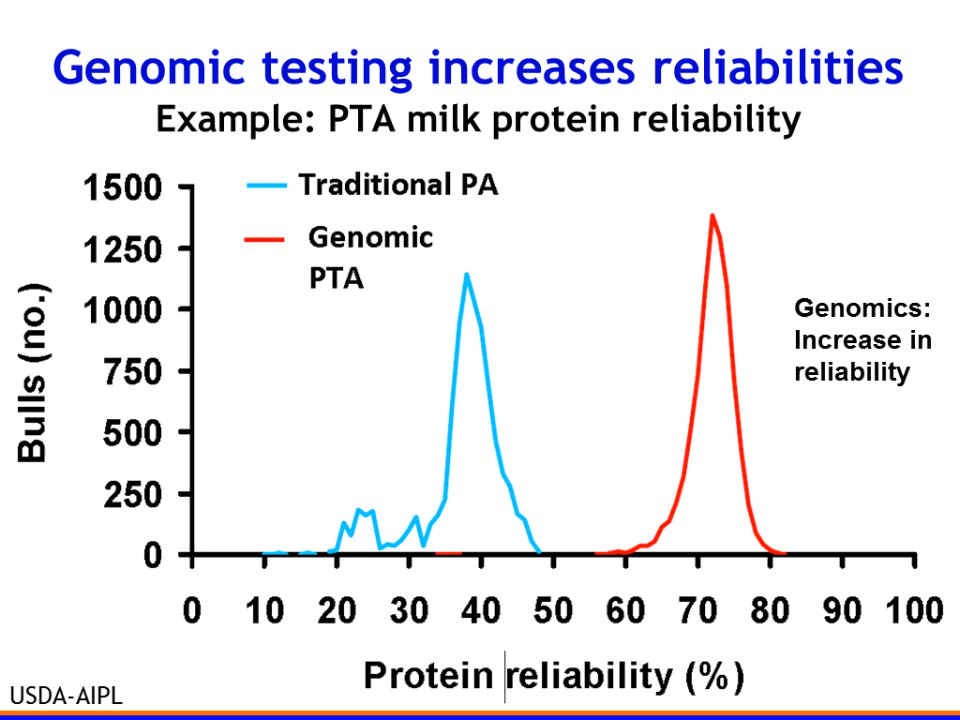 Genomic testing increases reliabilities
Example: PTA milk protein reliability
Traditional PA
Genomic
PTA
1500
1250
1000
750
500
250
0
Bulls (no.)
Genomics:
Increase in
reliability
0 10 20 30 40 50 60 70 80 90 100
Protein reliability (%)
USDA-AIPL